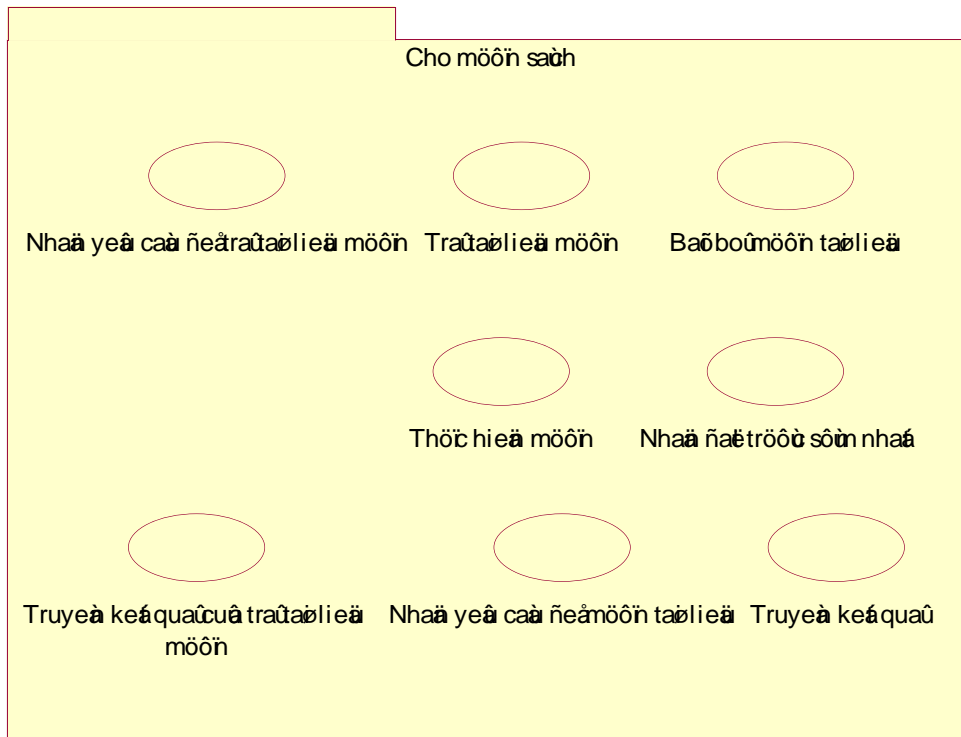 Cho möôïn saùch
Nhaän yeâu caàu ñeå traû taøi lieäu möôïn
Traû taøi lieäu möôïn
Baõi boû möôïn taøi lieäu
Thöïc hieän möôïn
Nhaän ñaët tröôùc sôùm nhaát
Truyeàn keát quaû cuûa traû taøi lieäu
möôïn
Nhaän yeâu caàu ñeå möôïn taøi lieäu
Truyeàn keát quaû